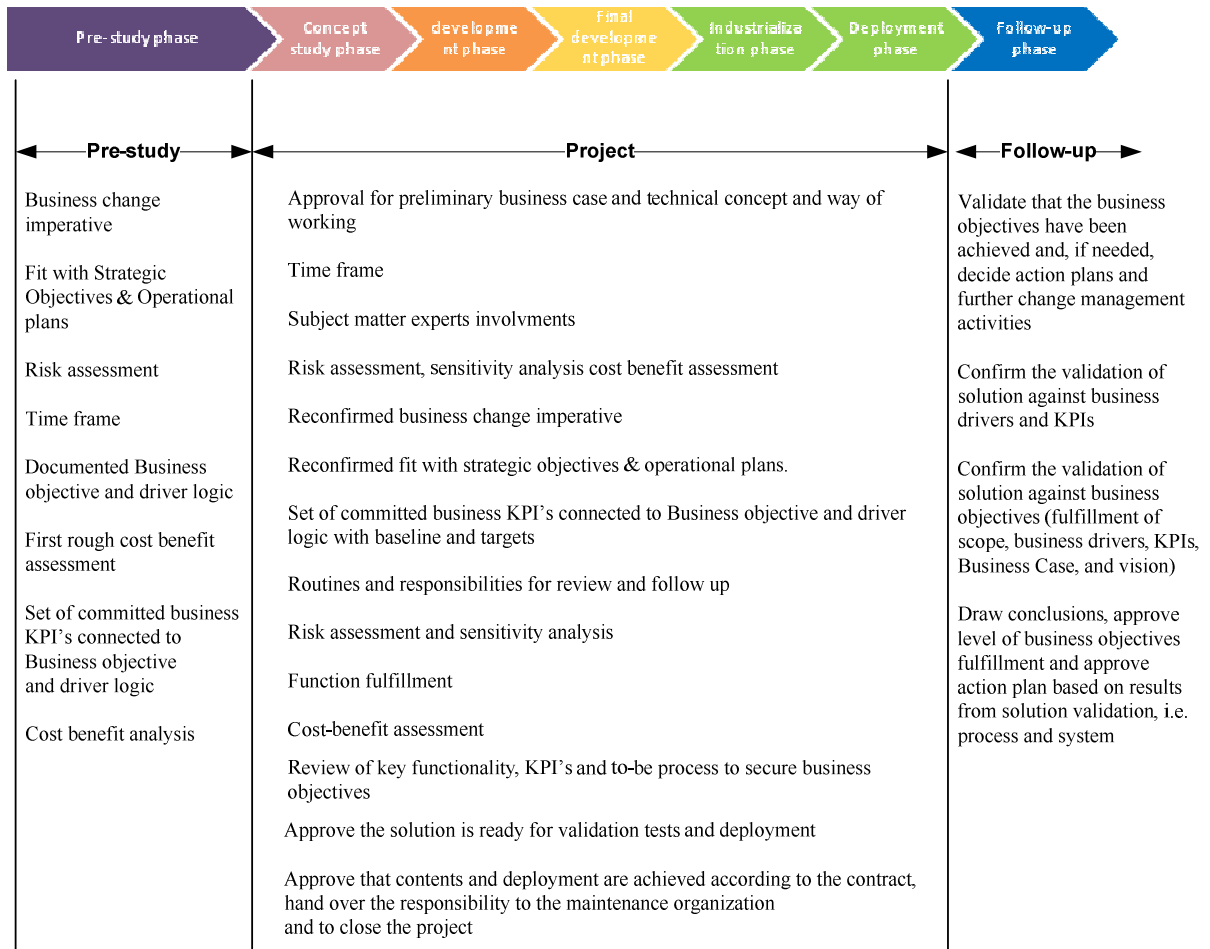 Pre-study phase
Concept
study phase
developme
nt phase
Final
developme
nt phase
Industrializa
tion phase
Deployment
phase
Follow-up
phase
Pre-study
Project
Follow-up
Business change
imperative
Fit with Strategic
Objectives & Operational
plans
Risk assessment
Time frame
Documented Business
objective and driver logic
First rough cost benefit
assessment
Set of committed business
KPI's connected to
Business objective
and driver logic
Cost benefit analysis
Approval for preliminary business case and technical concept and way of
working
Time frame
Subject matter experts involvments
Risk assessment, sensitivity analysis cost benefit assessment
Reconfirmed business change imperative
Reconfirmed fit with strategic objectives & operational plans.
Set of committed business KPI's connected to Business objective and driver
logic with baseline and targets
Routines and responsibilities for review and follow up
Risk assessment and sensitivity analysis
Function fulfillment
Cost-benefit assessment
Review of key functionality, KPI's and to-be process to secure business
objectives
Approve the solution is ready for validation tests and deployment
Approve that contents and deployment are achieved according to the contract,
hand over the responsibility to the maintenance organization
and to close the project
Validate that the business
objectives have been
achieved and, if needed,
decide action plans and
further change management
activities
Confirm the validation of
solution against business
drivers and KPIs
Confirm the validation of
solution against business
objectives (fulfillment of
scope, business drivers, KPIs,
Business Case, and vision)
Draw conclusions, approve
level of business objectives
fulfillment and approve
action plan based on results
from solution validation, i.e.
process and system